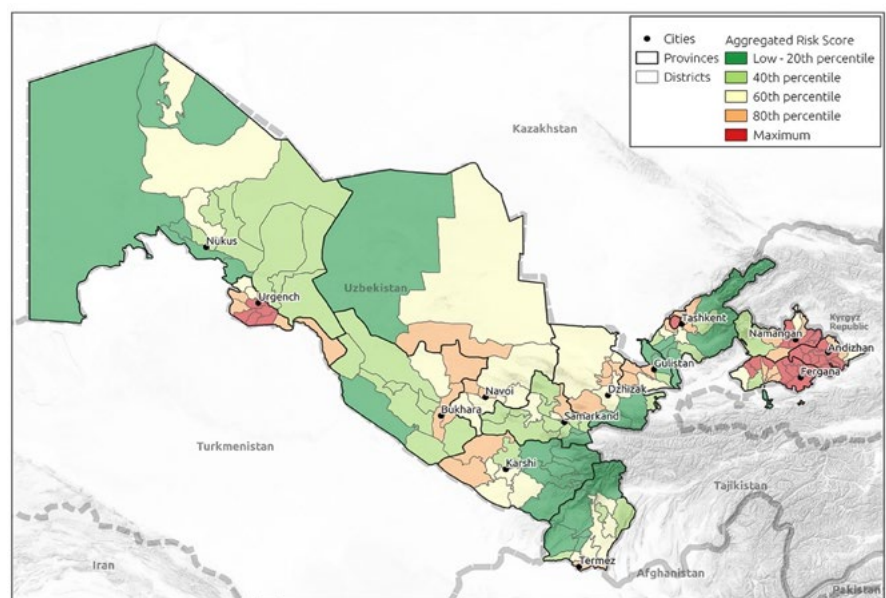 Cities
Provinces
Districts
Aggregated Risk Score
Low - 20th percentile
40th percentile
60th percentile
80th percentile
Maximum
Kazakhstan
Nukus
Urgench
Uzbekistan
Tashkent
Namangan
Kyrgyz
Republic
Andizhan
Fergana
Gulistan
Navoi
Dzhizak
Bukhara
Samarkand
Turkmenistan
Karshi
Tajikistan
Iran
Termez
Afghanistan
Pakistan